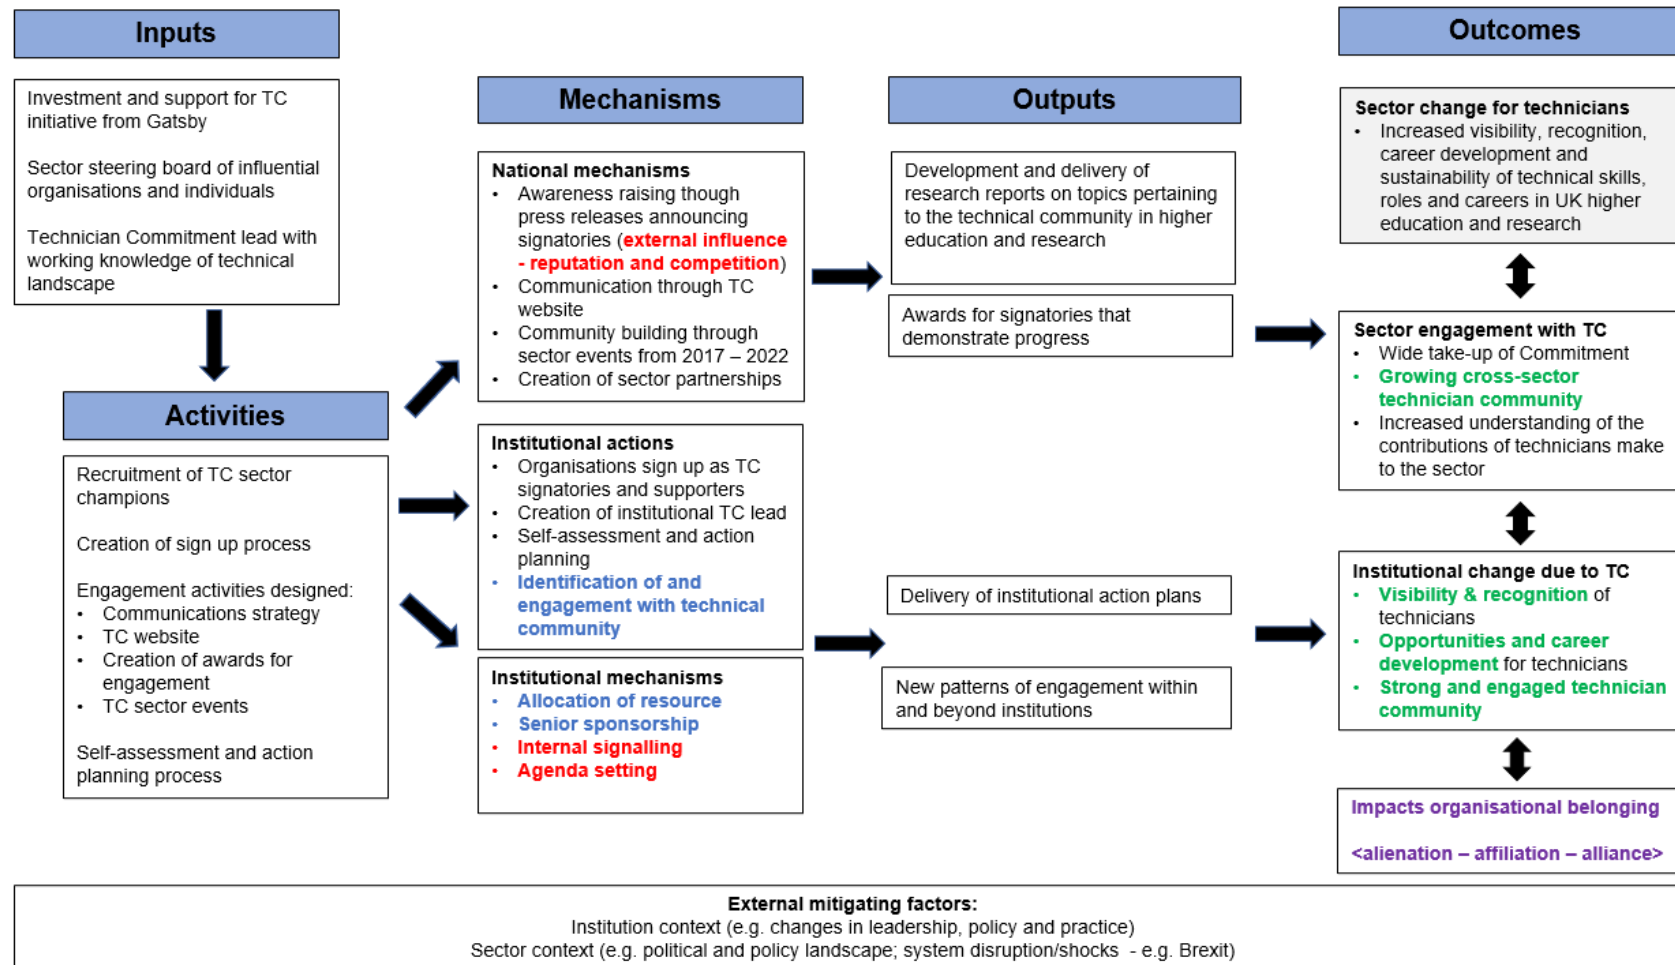 Inputs
Investment and support for TC
initiative from Gatsby
Sector steering board of influential
organisations and individuals
Technician Commitment lead with
working knowledge of technical
landscape
Activities
Recruitment of TC sector
champions
Creation of sign up process
Engagement activities designed:
• Communications strategy
• TC website
• Creation of awards for
engagement
• TC sector events
Self-assessment and action
planning process
Mechanisms
National mechanisms
• Awareness raising though
press releases announcing
signatories (external influence
- reputation and competition)
• Communication through TC
website
• Community building through
sector events from 2017 – 2022
• Creation of sector partnerships
Institutional actions
• Organisations sign up as TC
signatories and supporters
• Creation of institutional TC lead
• Self-assessment and action
planning
• Identification of and
engagement with technical
community
Institutional mechanisms
• Allocation of resource
• Senior sponsorship
• Internal signalling
• Agenda setting
Outputs
Development and delivery of
research reports on topics pertaining
to the technical community in higher
education and research
Awards for signatories that
demonstrate progress
Delivery of institutional action plans
New patterns of engagement within
and beyond institutions
Outcomes
Sector change for technicians
• Increased visibility, recognition,
career development and
sustainability of technical skills,
roles and careers in UK higher
education and research
Sector engagement with TC
• Wide take-up of Commitment
• Growing cross-sector
technician community
• Increased understanding of the
contributions of technicians make
to the sector
Institutional change due to TC
• Visibility & recognition of
technicians
• Opportunities and career
development for technicians
• Strong and engaged technician
community
Impacts organisational belonging
<alienation – affiliation – alliance>
External mitigating factors:
Institution context (e.g. changes in leadership, policy and practice)
Sector context (e.g. political and policy landscape; system disruption/shocks - e.g. Brexit)